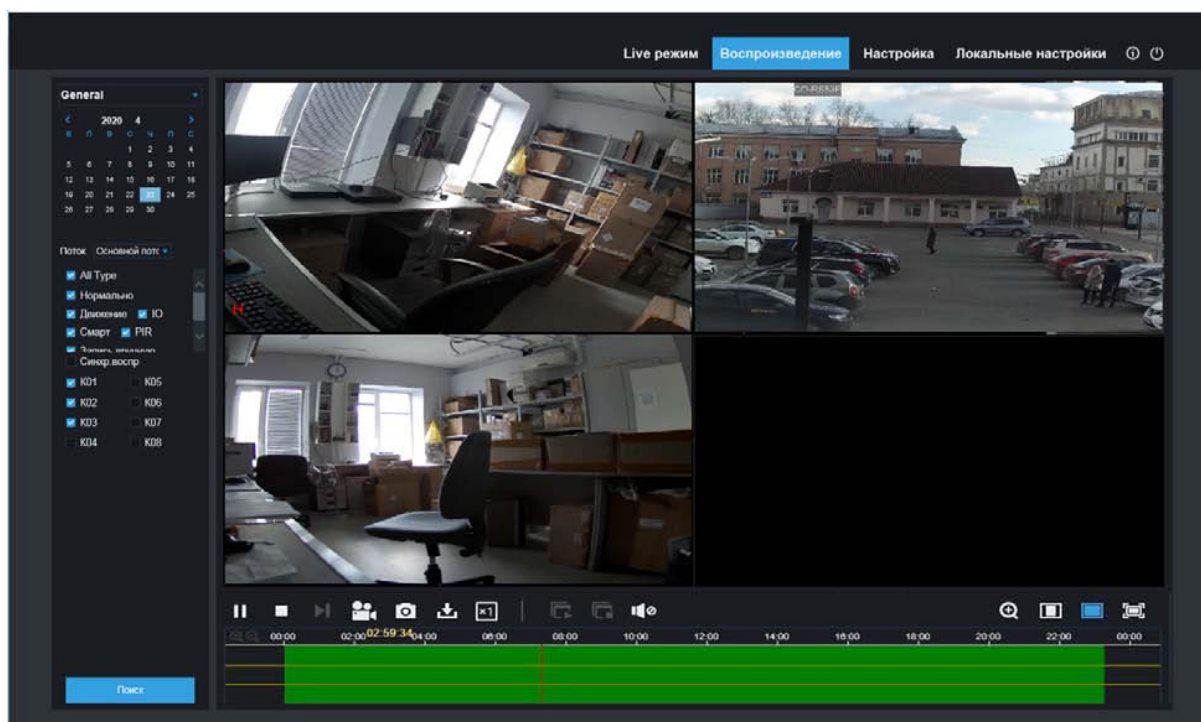 Live режим Воспроизведение Настройка Локальные настройки
General
2020 4
В П В С Ч П С
1 2 3 4
5 6 7 8 9 10 11
12 13 14 15 16 17 18
19 20 21 22 23 24 25
26 27 28 29 30
Поток Основной пото
All Type
Нормально
Движение IO
Смарт PIR
Запись вручную
Синхр.воспр
K01 K05
K02 K06
K03 K07
K04 K08
H
x1
00:00 02:00 02:59:34 04:00 06:00 08:00 10:00 12:00 14:00 16:00 18:00 20:00 22:00 00:00
Поиск